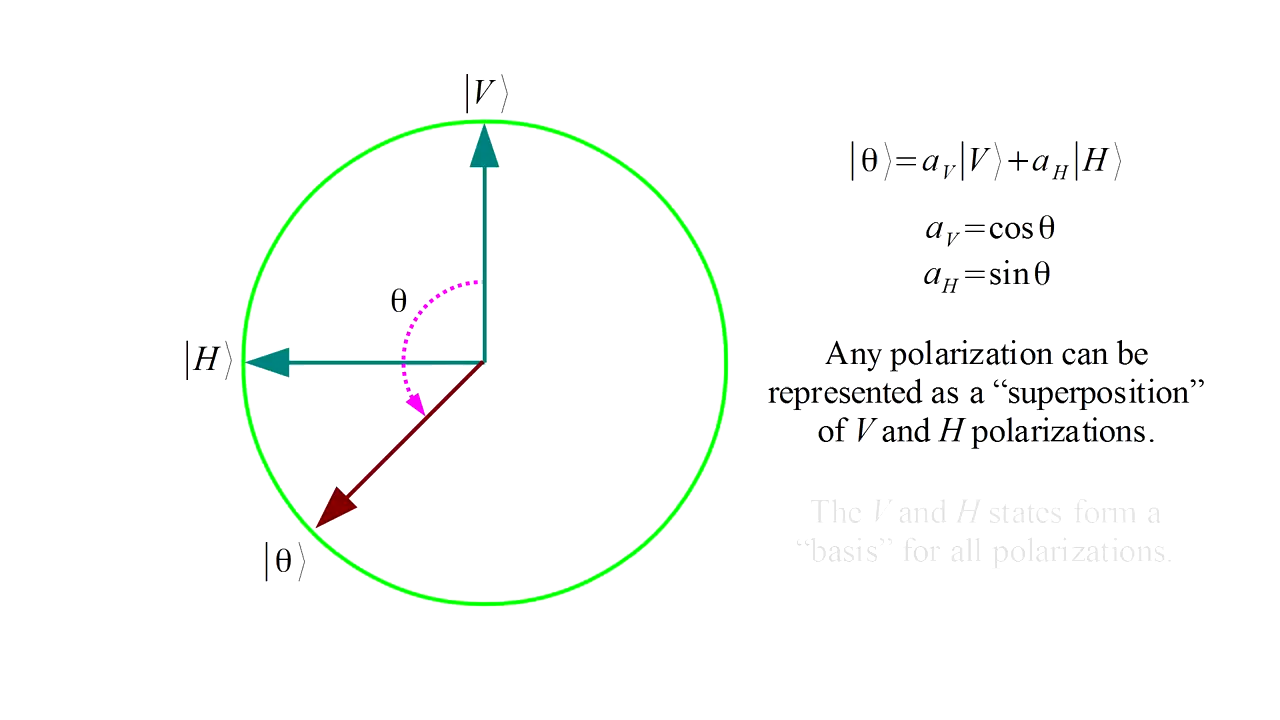 |V⟩
|θ⟩=a_V|V⟩+a_H|H⟩
a_V=cosθ
a_H=sinθ
θ
|H⟩
Any polarization can be
represented as a “superposition”
of V and H polarizations.
The V and H states form a
“basis” for all polarizations.
|θ⟩